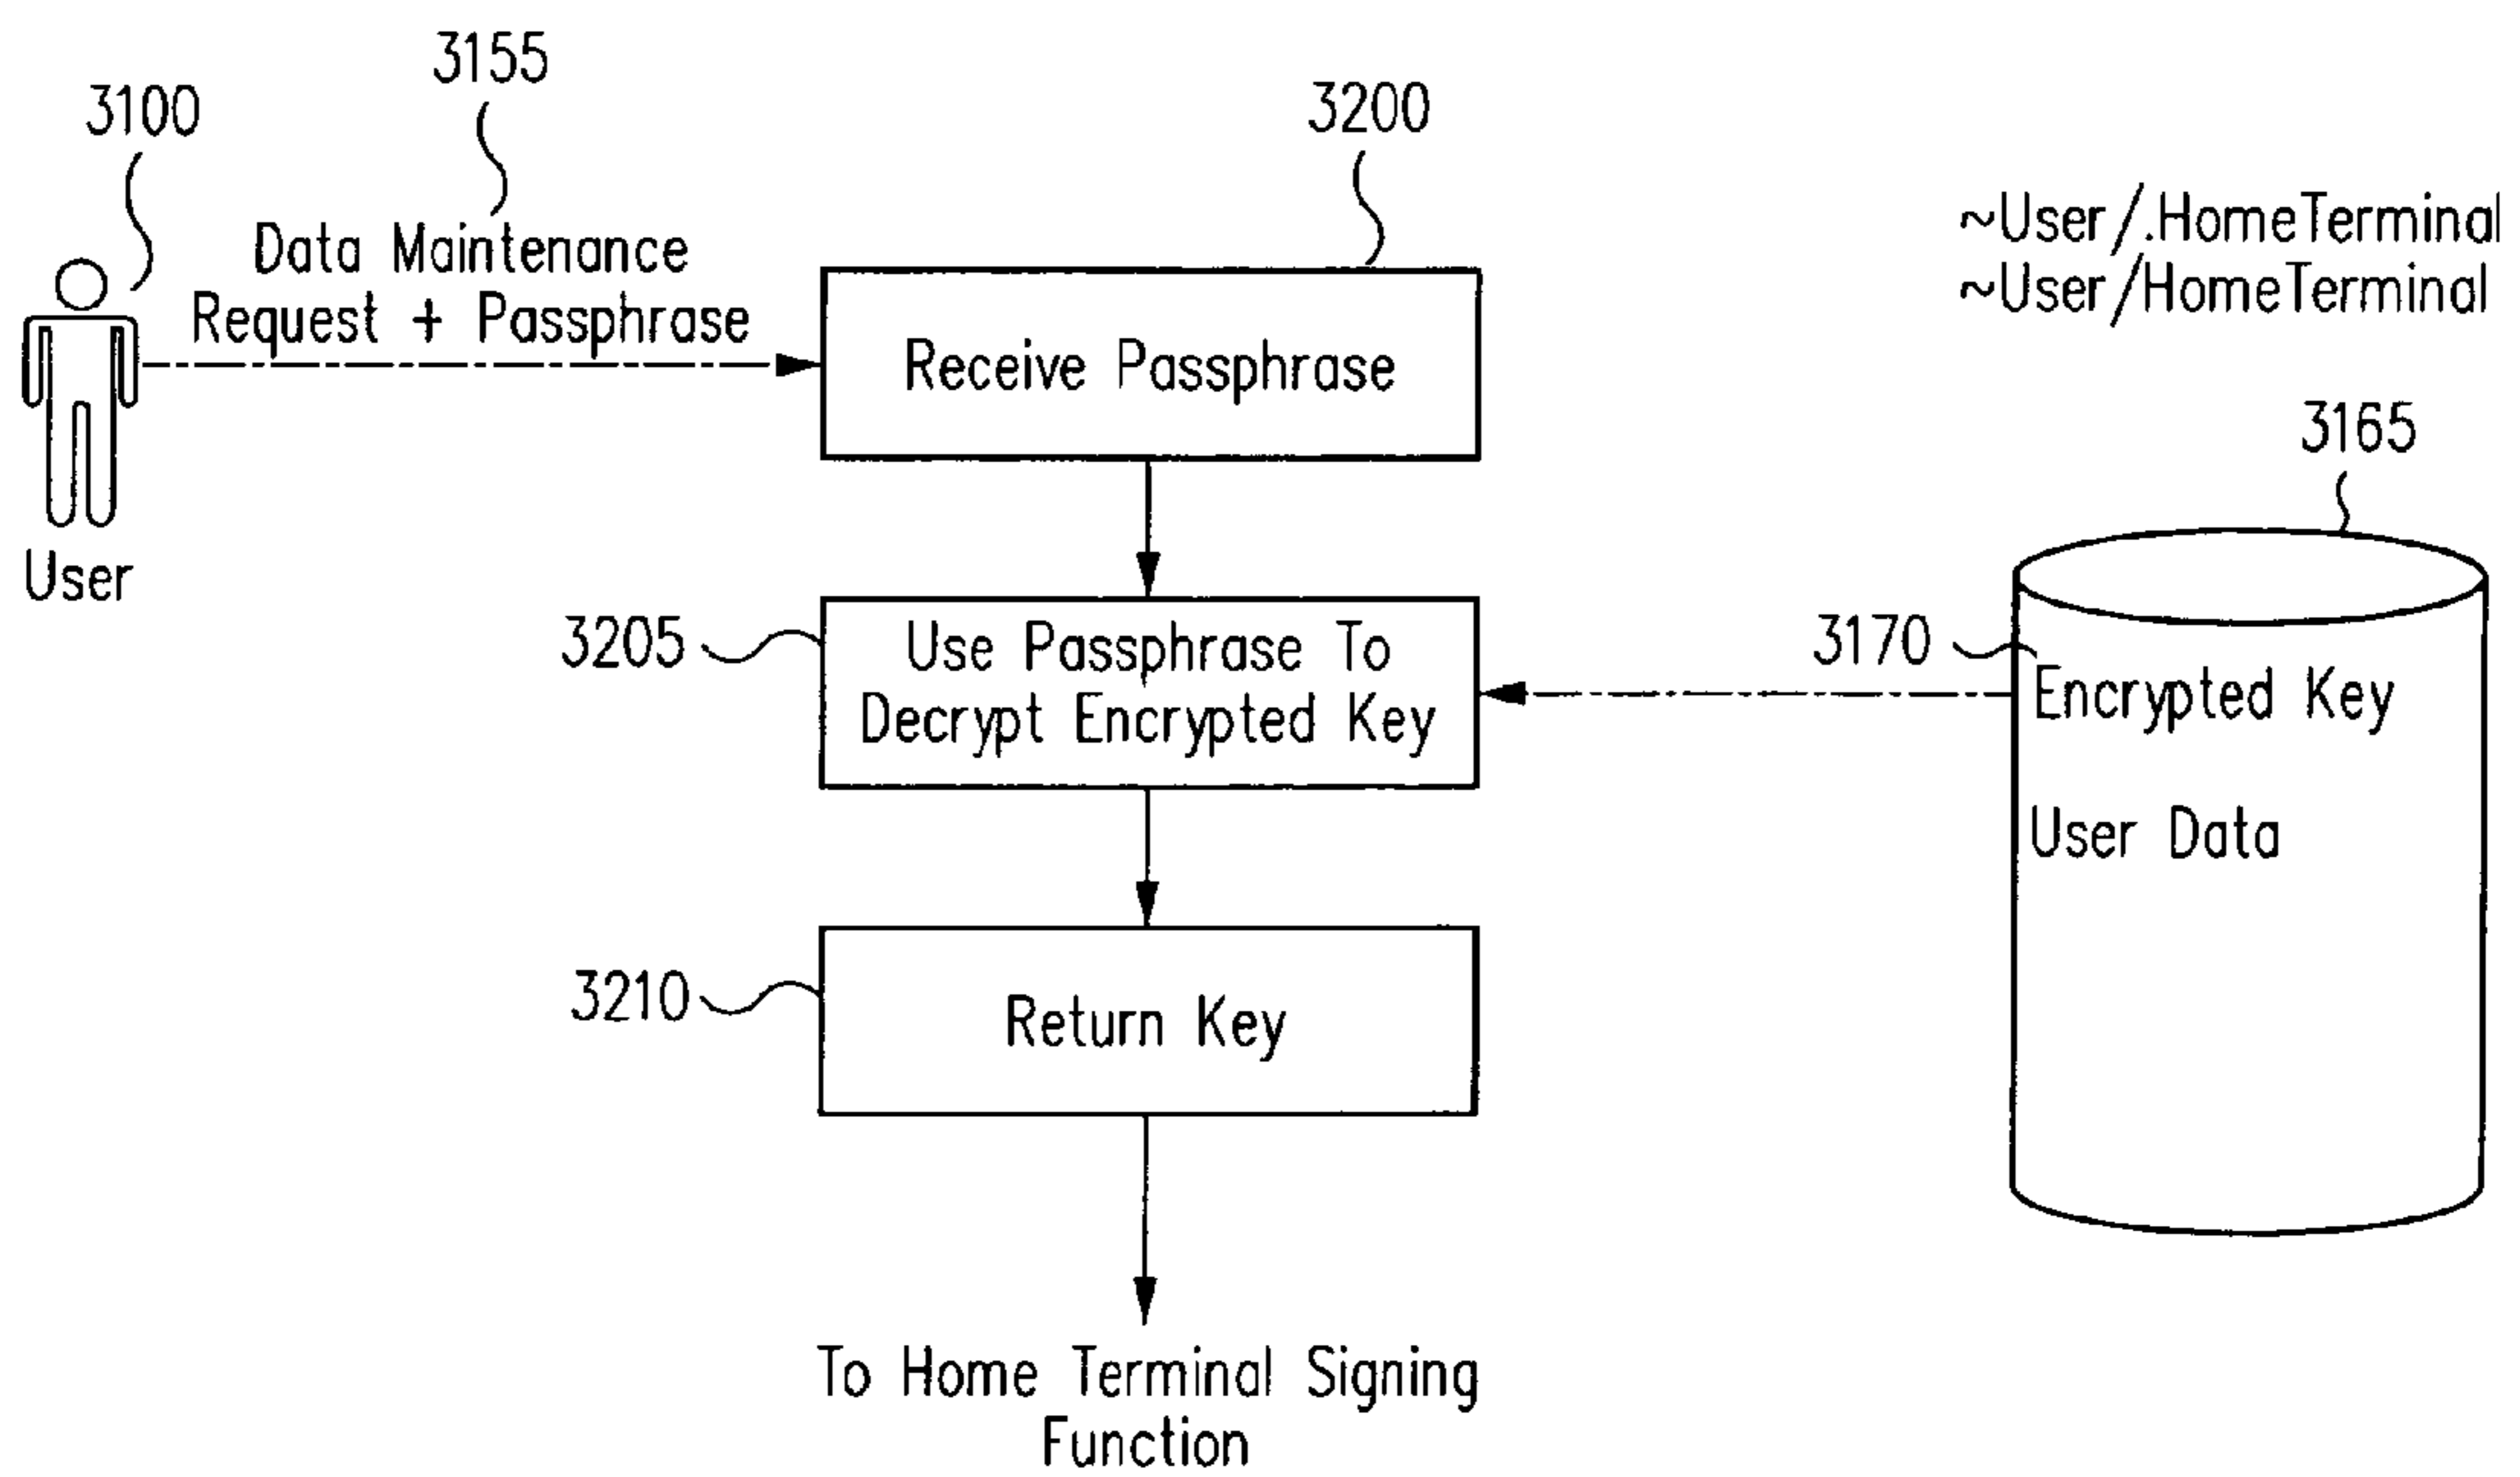 3155
3100
3200
Data Maintenance
Request + Passphrase
~User/.HomeTerminal
~User/HomeTerminal
Receive Passphrase
3165
User
3205
Use Passphrase To
Decrypt Encrypted Key
3170
Encrypted Key
User Data
3210
Return Key
To Home Terminal Signing
Function